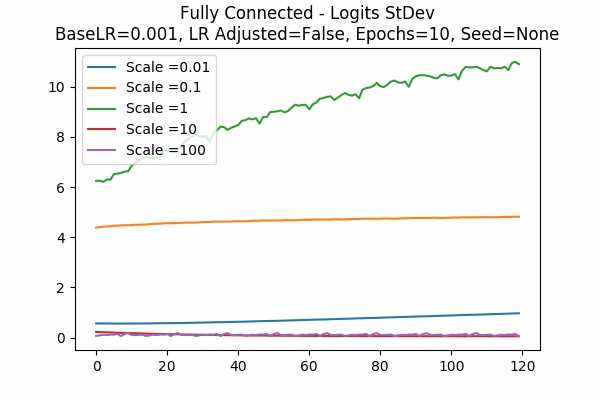 Fully Connected - Logits StDev
BaseLR=0.001, LR Adjusted=False, Epochs=10, Seed=None
Scale =0.01
Scale =0.1
Scale =1
Scale =10
Scale =100
10
8
6
4
2
0
0 20 40 60 80 100 120